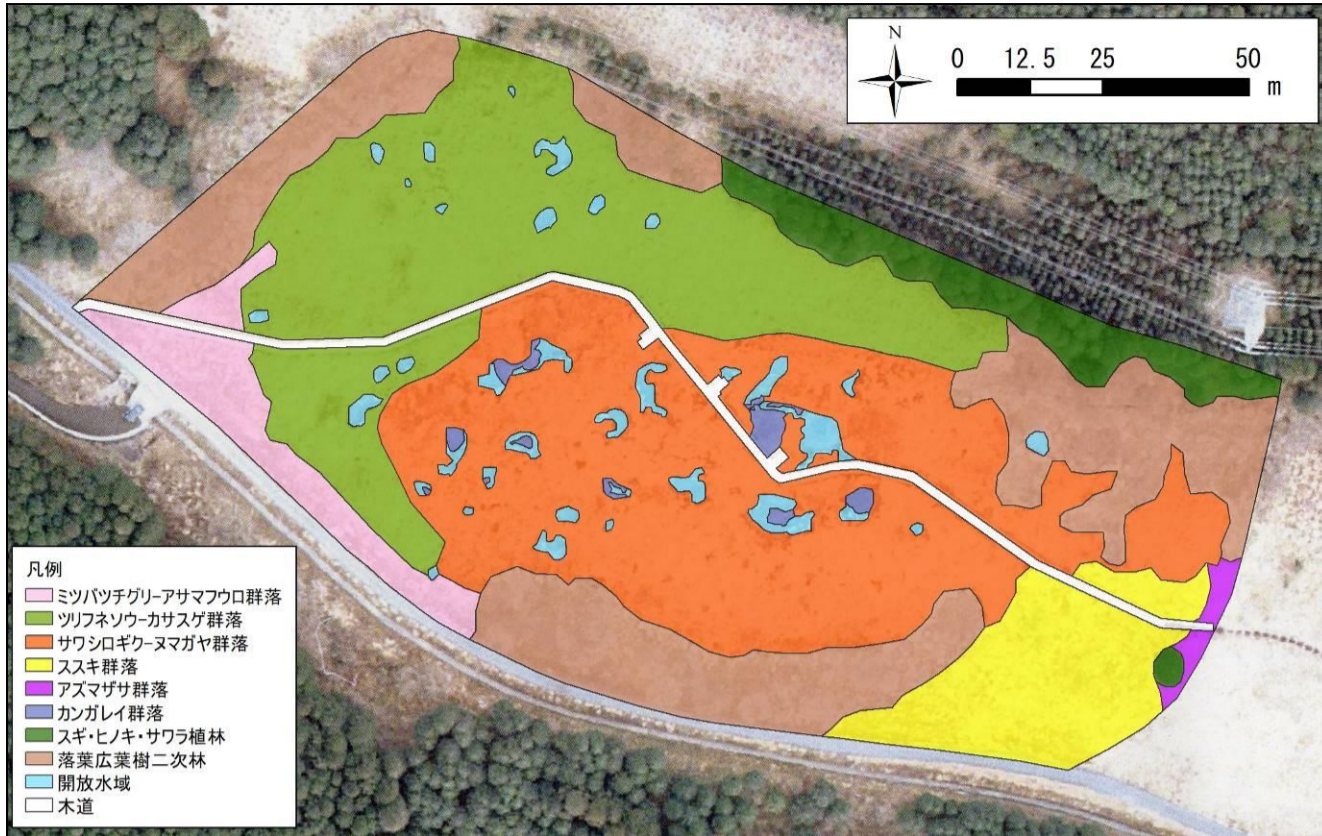 N
0 12.5 25 50
m
凡例
ミツバツチグリーアサマフウロ群落
ツリフネソウーカサスゲ群落
サワシロギクーヌマガヤ群落
ススキ群落
アズマザサ群落
カンガレイ群落
スギ・ヒノキ・サワラ植林
落葉広葉樹二次林
開放水域
木道